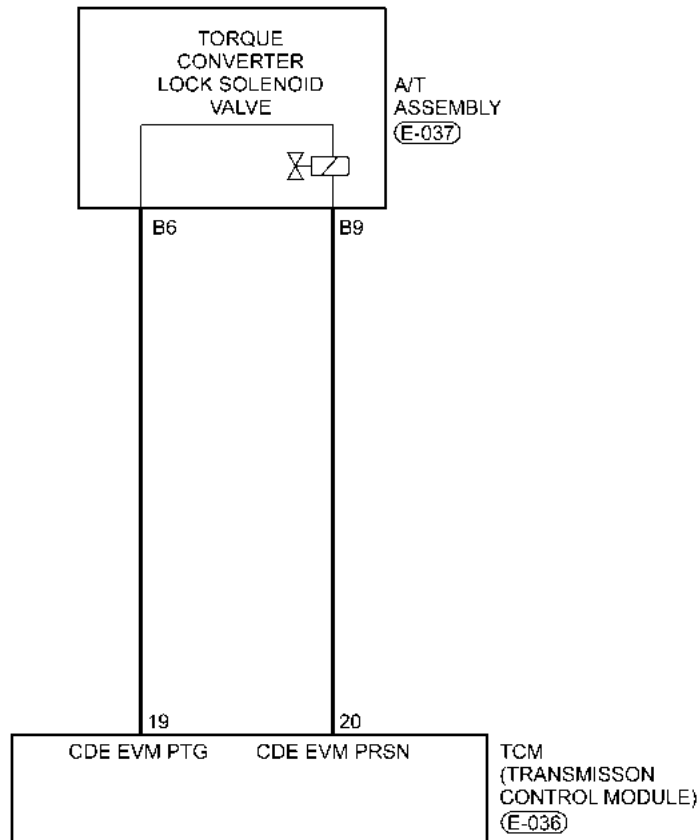 TORQUE
CONVERTER
LOCK SOLENOID
VALVE
A/T
ASSEMBLY
E-037
B6
B9
19
20
CDE EVM PTG
CDE EVM PRSN
TCM
(TRANSMISSON
CONTROL MODULE)
E-036